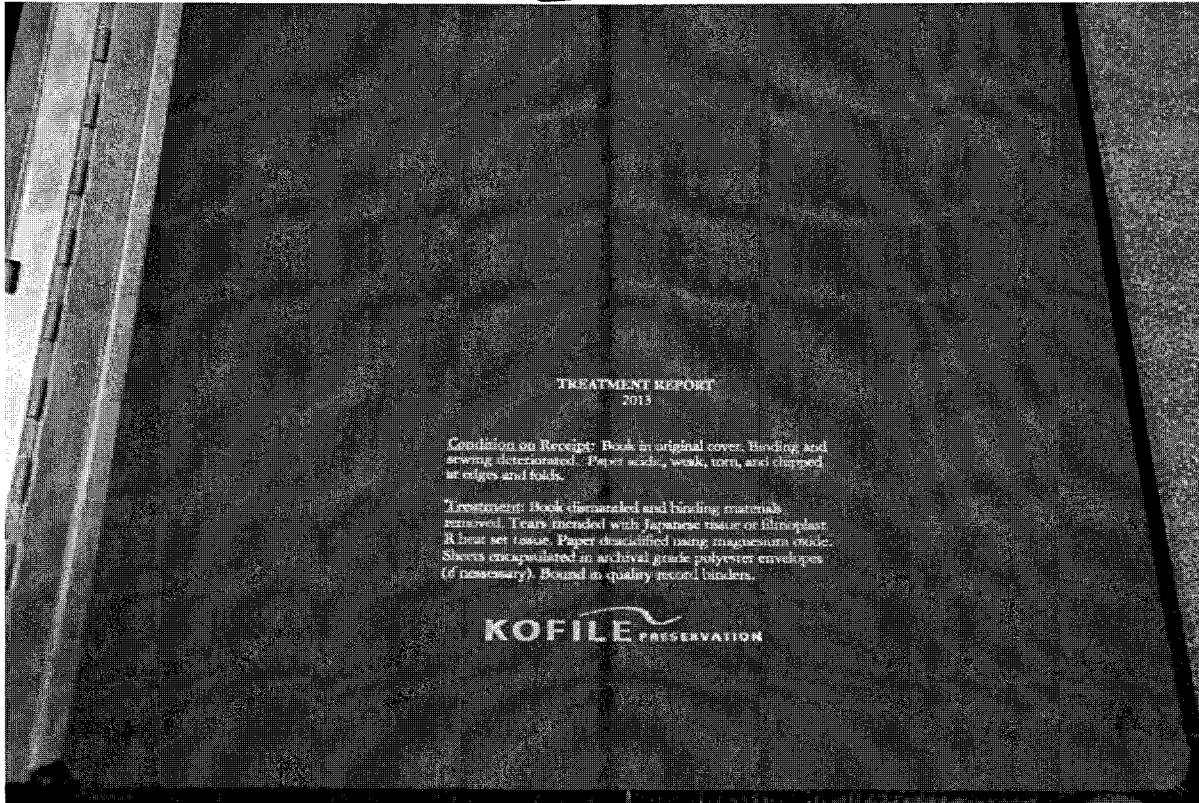 TREATMENT REPORT
2013
Condition on Receipt: Book in original cover. Binding and
sewing deteriorated. Paper acidic, weak, torn, and chipped
at edges and folds.
Treatment: Book dismantled and binding materials
removed. Tears mended with Japanese tissue or filmoplast
R heat set tissue. Paper deacidified using magnesium oxide.
Sheets encapsulated in archival grade polyester envelopes
(if nessessary). Bound in quality record binders.
KOFILE PRESERVATION